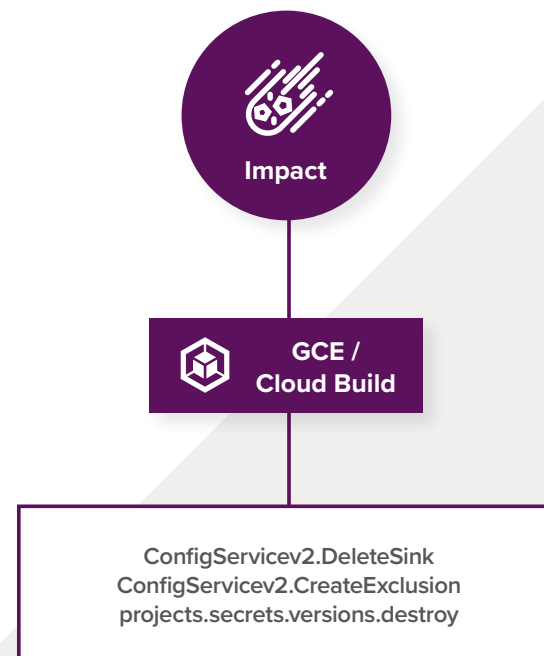 Impact
GCE /
Cloud Build
ConfigServicev2.DeleteSink
ConfigServicev2.CreateExclusion
projects.secrets.versions.destroy